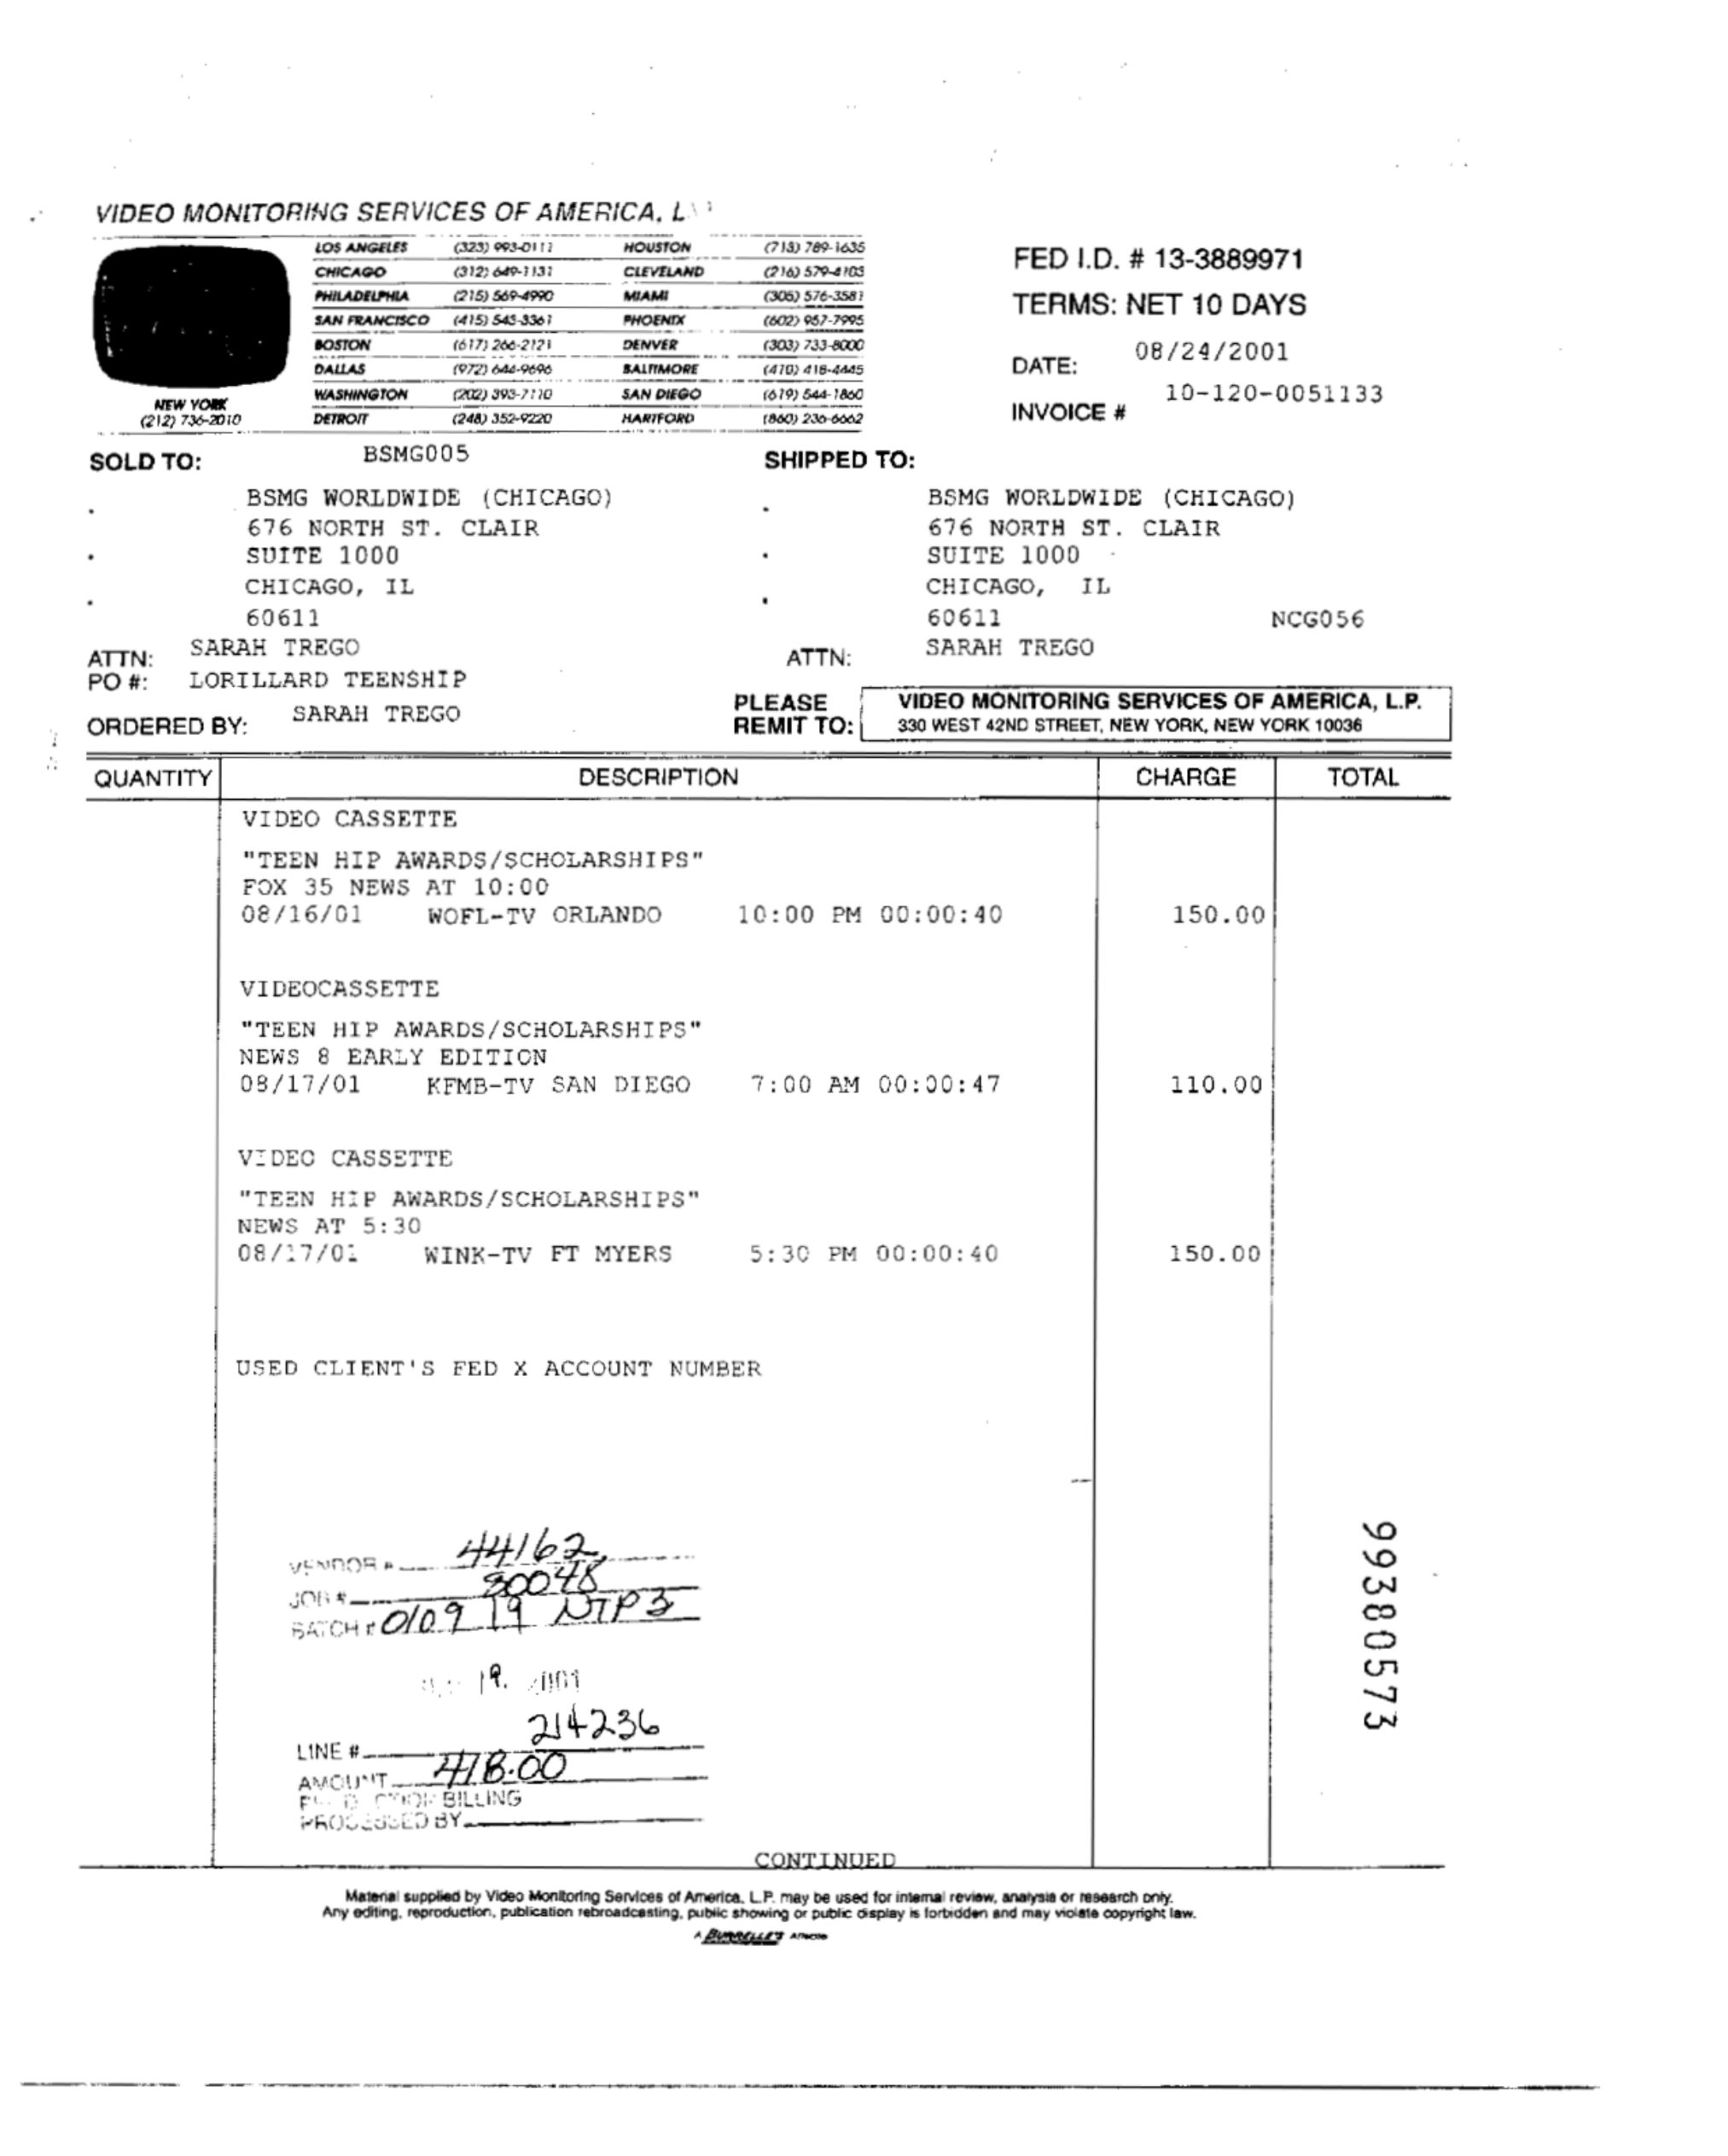 VIDEO MONITORING SERVICES OF AMERICA, L
LOS ANGELES (323) 993-0111 HOUSTON (713) 789-1635
CHICAGO (312) 649-1131 CLEVELAND (216) 579-4103
PHILADELPHIA (215) 569-4990 MIAMI (305) 576-3581
SAN FRANCISCO (415) 543-3361 PHOENIX (602) 957-7995
BOSTON (617) 266-2121 DENVER (303) 733-8000
DALLAS (972) 644-9696 BALTIMORE (410) 418-4445
WASHINGTON (202) 393-7110 SAN DIEGO (619) 544-1860
DETROIT (248) 352-9220 HARTFORD (860) 236-6662
NEW YORK
(212) 736-2010
FED I.D. # 13-3889971
TERMS: NET 10 DAYS
DATE: 08/24/2001
10-120-0051133
INVOICE #
SOLD TO: BSMG005
BSMG WORLDWIDE (CHICAGO)
676 NORTH ST. CLAIR
SUITE 1000
CHICAGO, IL
60611
ATTN: SARAH TREGO
PO #: LORILLARD TEENSHIP
ORDERED BY: SARAH TREGO
SHIPPED TO:
BSMG WORLDWIDE (CHICAGO)
676 NORTH ST. CLAIR
SUITE 1000
CHICAGO, IL
60611 NCG056
ATTN: SARAH TREGO
PLEASE
REMIT TO:
VIDEO MONITORING SERVICES OF AMERICA, L.P.
330 WEST 42ND STREET, NEW YORK, NEW YORK 10036
QUANTITY DESCRIPTION CHARGE TOTAL
VIDEO CASSETTE
"TEEN HIP AWARDS/SCHOLARSHIPS"
FOX 35 NEWS AT 10:00
08/16/01 WOFL-TV ORLANDO 10:00 PM 00:00:40 150.00
VIDEOCASSETTE
"TEEN HIP AWARDS/SCHOLARSHIPS"
NEWS 8 EARLY EDITION
08/17/01 KFMB-TV SAN DIEGO 7:00 AM 00:00:47 110.00
VIDEO CASSETTE
"TEEN HIP AWARDS/SCHOLARSHIPS"
NEWS AT 5:30
08/17/01 WINK-TV FT MYERS 5:30 PM 00:00:40 150.00
USED CLIENT'S FED X ACCOUNT NUMBER
VENDOR # 44162
JOB # 80048
BATCH # 010919 NTP3
19. 2001
LINE # 214236
AMOUNT 418.00
BILLING
PROCESSED BY
99380573
CONTINUED
Material supplied by Video Monitoring Services of America, L.P. may be used for internal review, analysis or research only.
Any editing, reproduction, publication rebroadcasting, public showing or public display is forbidden and may violate copyright law.
A BURRELLE'S AFFILIATE